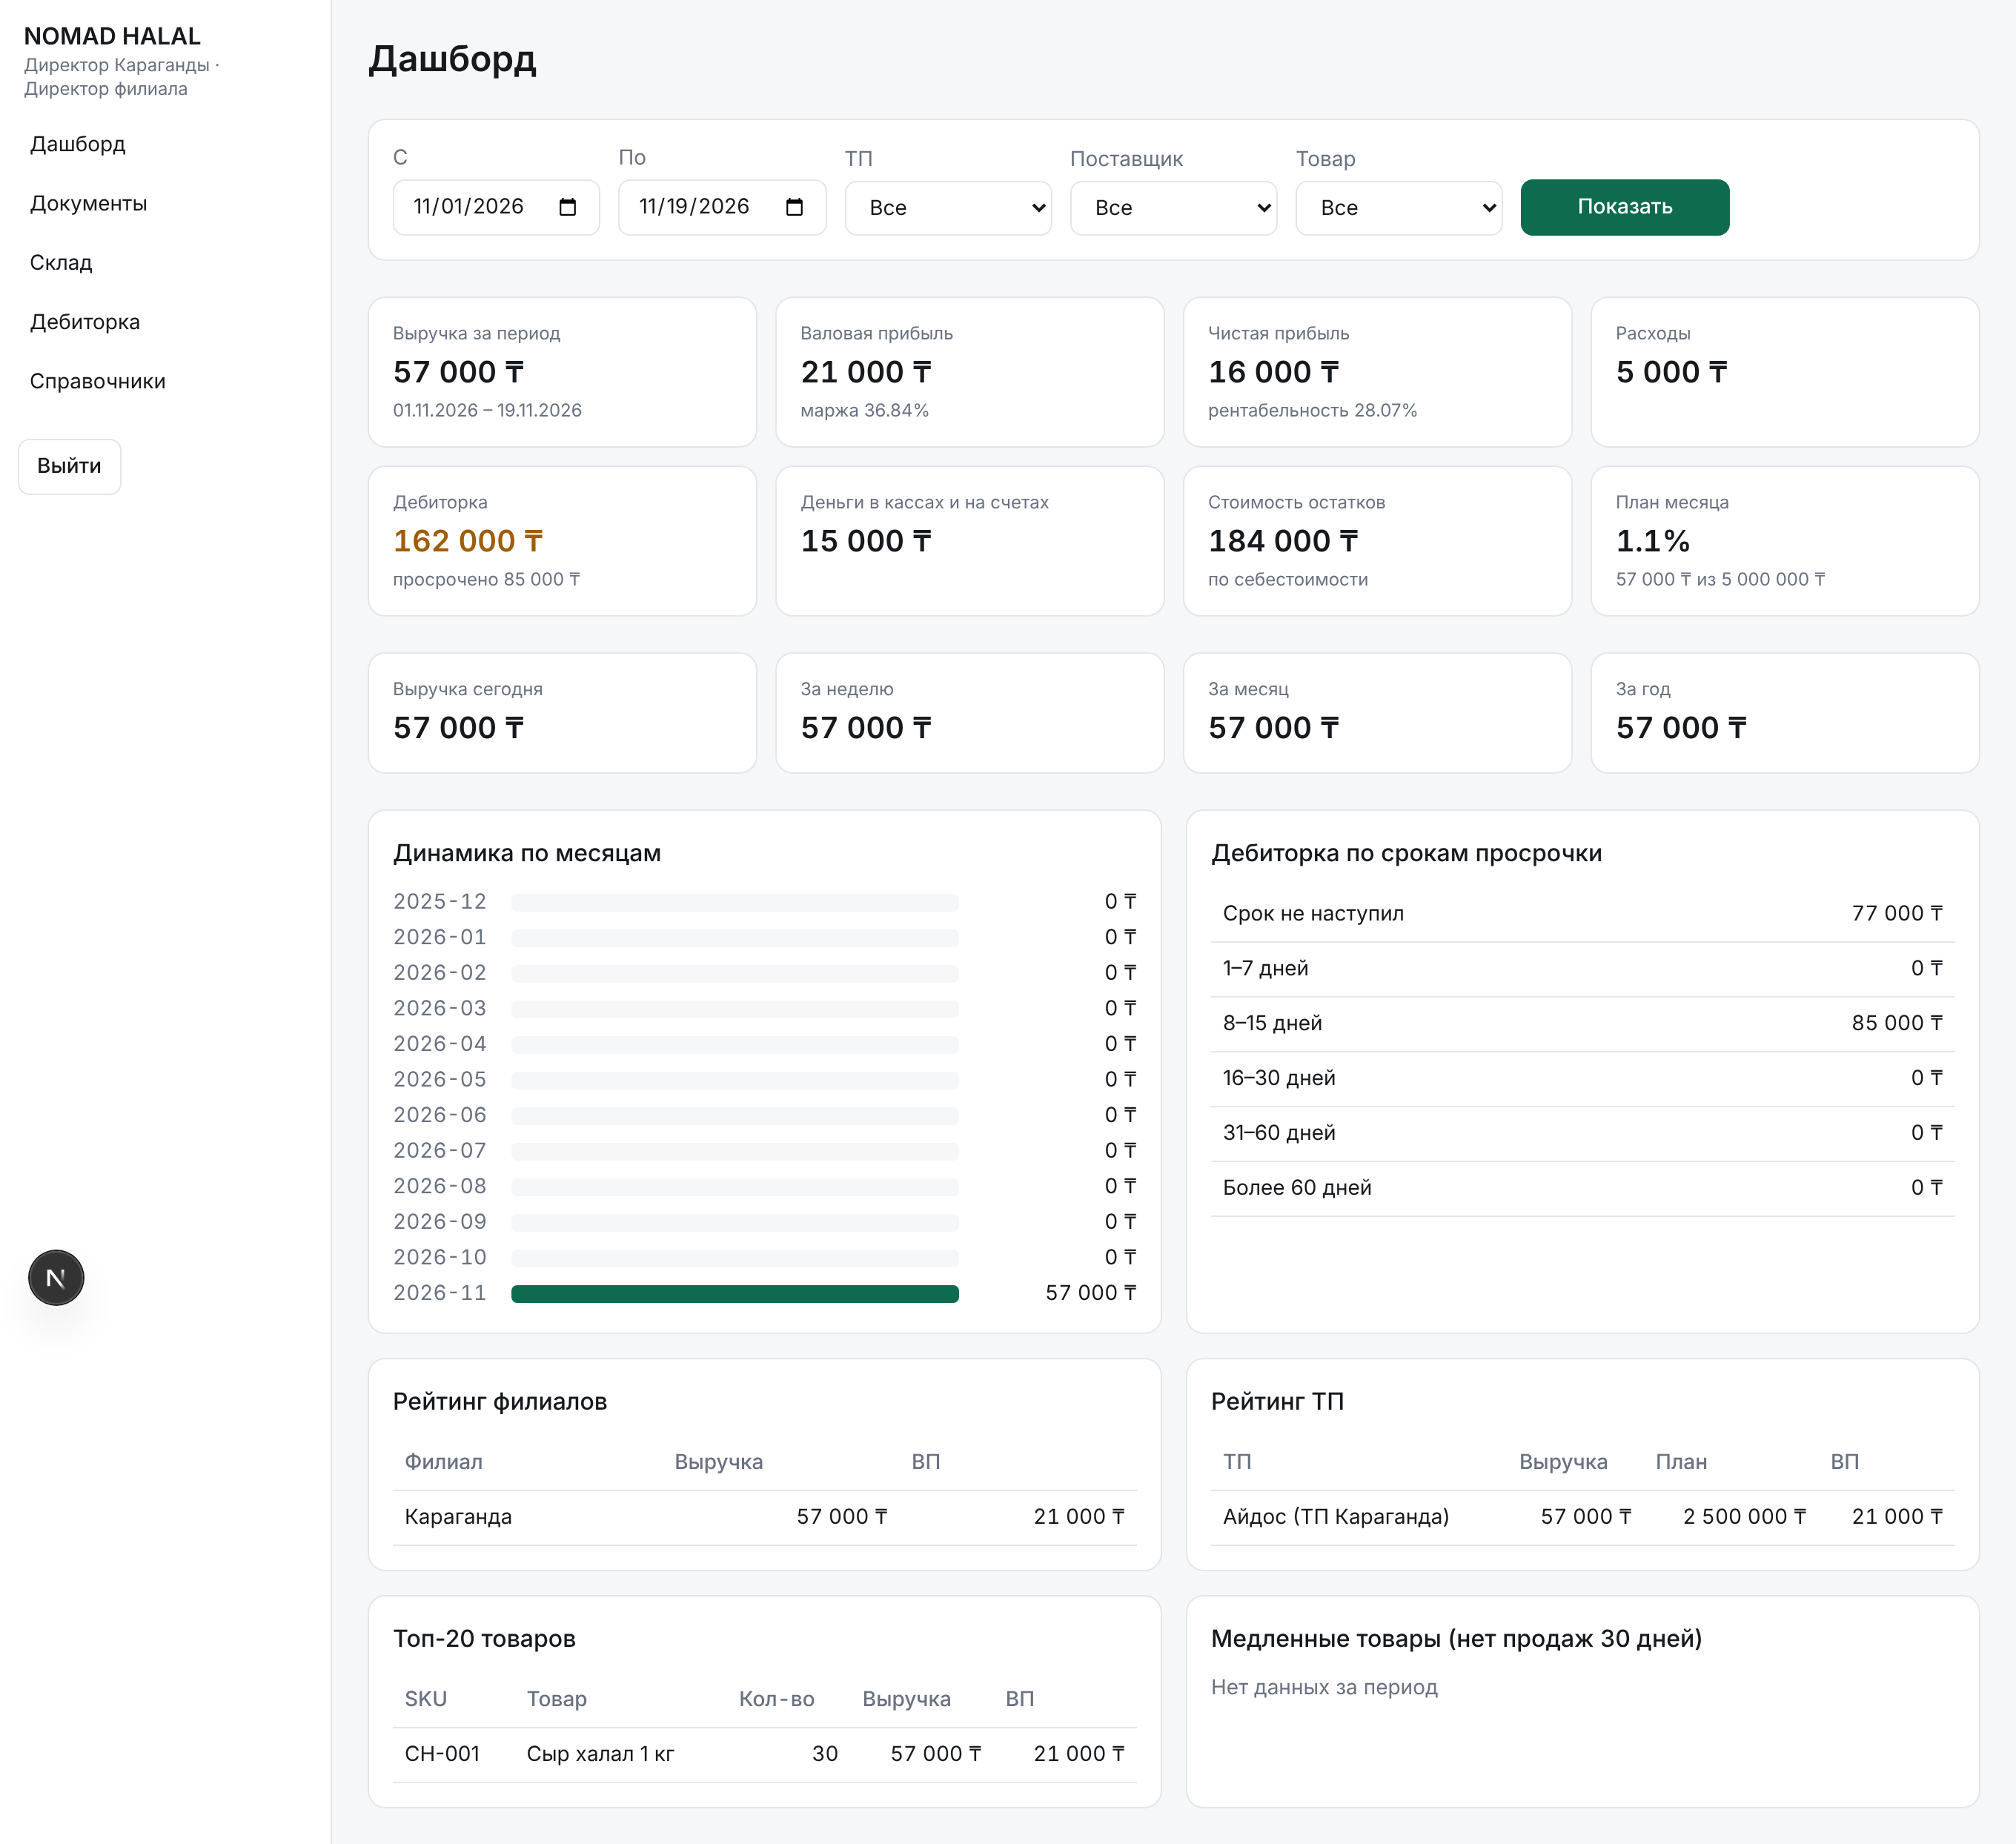 NOMAD HALAL
Директор Караганды ·
Директор филиала
Дашборд
Документы
Склад
Дебиторка
Справочники
Выйти
N
Дашборд
С По ТП Поставщик Товар
11/01/2026 11/19/2026 Все Все Все Показать
Выручка за период
57 000 ₸
01.11.2026 – 19.11.2026
Валовая прибыль
21 000 ₸
маржа 36.84%
Чистая прибыль
16 000 ₸
рентабельность 28.07%
Расходы
5 000 ₸
Дебиторка
162 000 ₸
просрочено 85 000 ₸
Деньги в кассах и на счетах
15 000 ₸
Стоимость остатков
184 000 ₸
по себестоимости
План месяца
1.1%
57 000 ₸ из 5 000 000 ₸
Выручка сегодня
57 000 ₸
За неделю
57 000 ₸
За месяц
57 000 ₸
За год
57 000 ₸
Динамика по месяцам
2025-12 0 ₸
2026-01 0 ₸
2026-02 0 ₸
2026-03 0 ₸
2026-04 0 ₸
2026-05 0 ₸
2026-06 0 ₸
2026-07 0 ₸
2026-08 0 ₸
2026-09 0 ₸
2026-10 0 ₸
2026-11 57 000 ₸
Дебиторка по срокам просрочки
Срок не наступил 77 000 ₸
1–7 дней 0 ₸
8–15 дней 85 000 ₸
16–30 дней 0 ₸
31–60 дней 0 ₸
Более 60 дней 0 ₸
Рейтинг филиалов
Филиал Выручка ВП
Караганда 57 000 ₸ 21 000 ₸
Рейтинг ТП
ТП Выручка План ВП
Айдос (ТП Караганда) 57 000 ₸ 2 500 000 ₸ 21 000 ₸
Топ-20 товаров
SKU Товар Кол-во Выручка ВП
CH-001 Сыр халал 1 кг 30 57 000 ₸ 21 000 ₸
Медленные товары (нет продаж 30 дней)
Нет данных за период